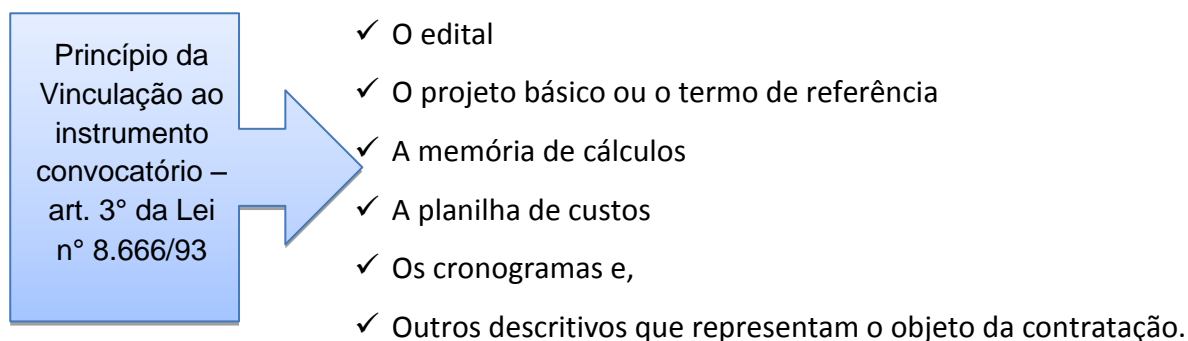 Princípio da
Vinculação ao
instrumento
convocatório –
art. 3° da Lei
n° 8.666/93
✓ O edital
✓ O projeto básico ou o termo de referência
✓ A memória de cálculos
✓ A planilha de custos
✓ Os cronogramas e,
✓ Outros descritivos que representam o objeto da contratação.